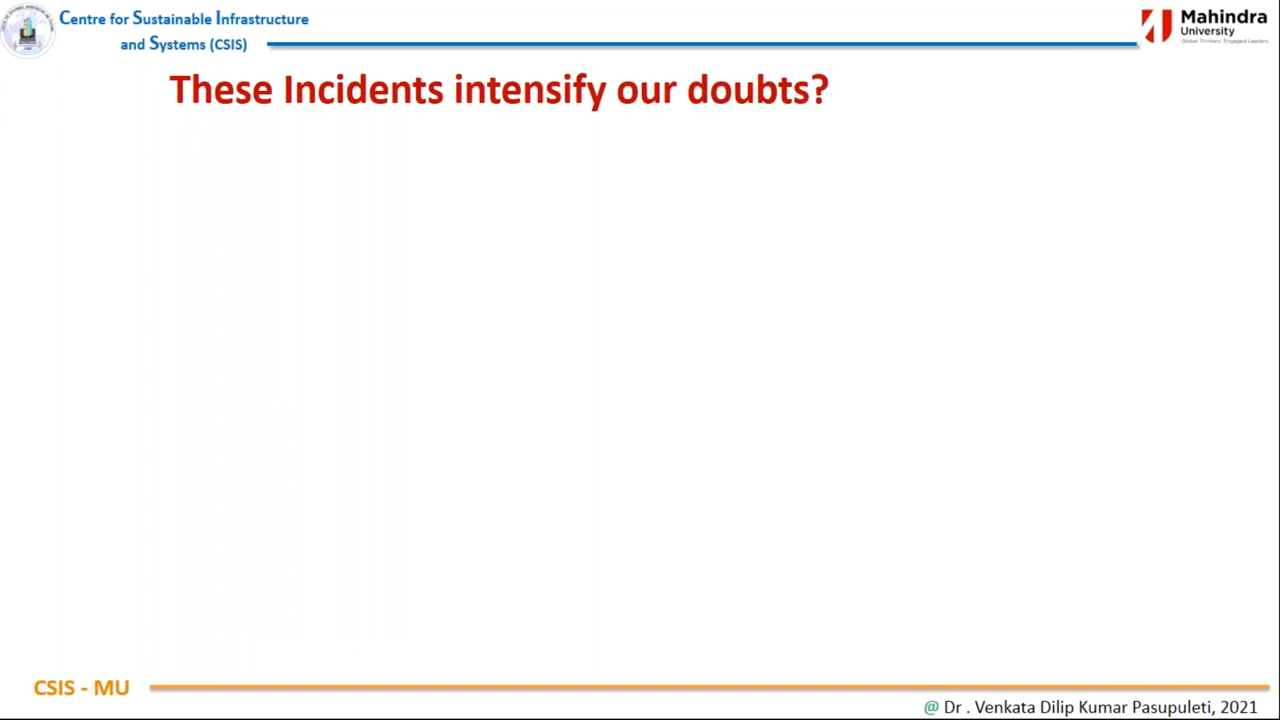 Centre for Sustainable Infrastructure
and Systems (CSIS)
Mahindra
University
Global Thinkers, Engaged Leaders
These Incidents intensify our doubts?
CSIS - MU
@ Dr . Venkata Dilip Kumar Pasupuleti, 2021